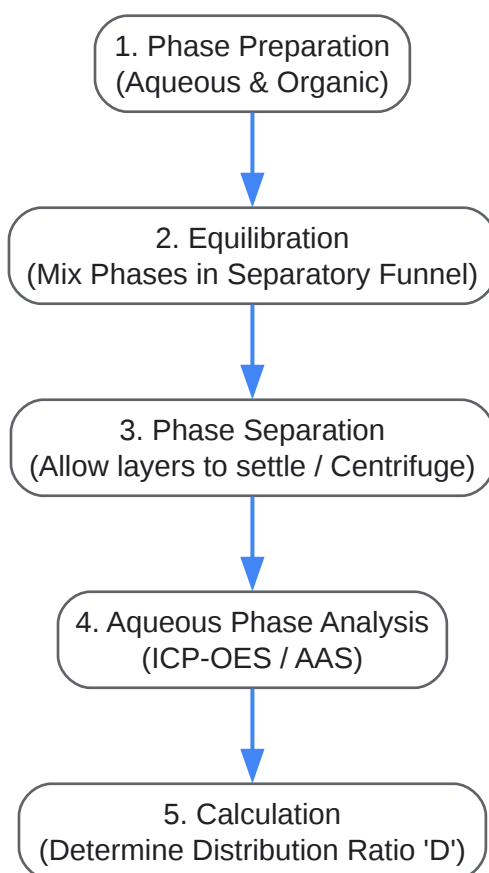 1. Phase Preparation
(Aqueous & Organic)
2. Equilibration
(Mix Phases in Separatory Funnel)
3. Phase Separation
(Allow layers to settle / Centrifuge)
4. Aqueous Phase Analysis
(ICP-OES / AAS)
5. Calculation
(Determine Distribution Ratio 'D')